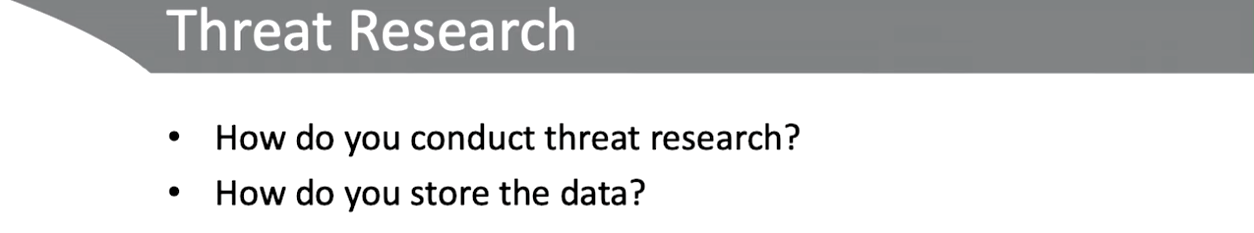 Threat Research
• How do you conduct threat research?
• How do you store the data?